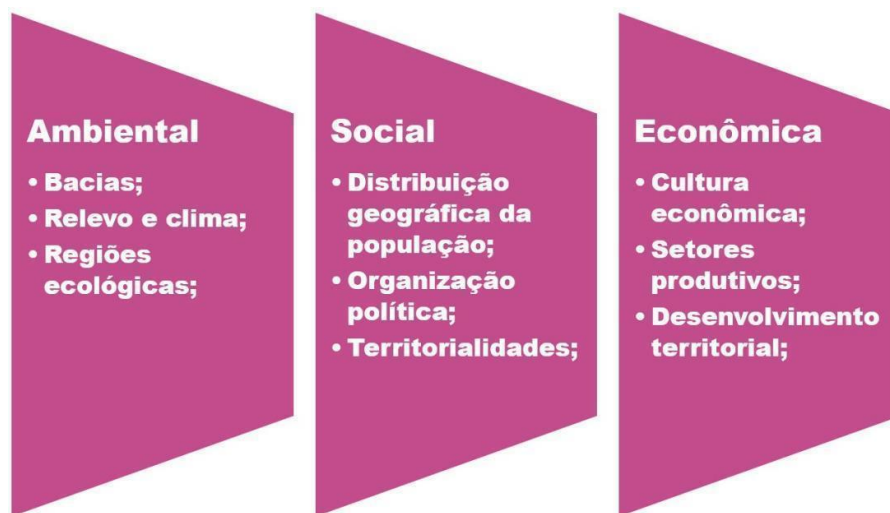 Ambiental
• Bacias;
• Relevo e clima;
• Regiões
ecológicas;
Social
• Distribuição
geográfica da
população;
• Organização
política;
• Territorialidades;
Econômica
• Cultura
econômica;
• Setores
produtivos;
• Desenvolvimento
territorial;